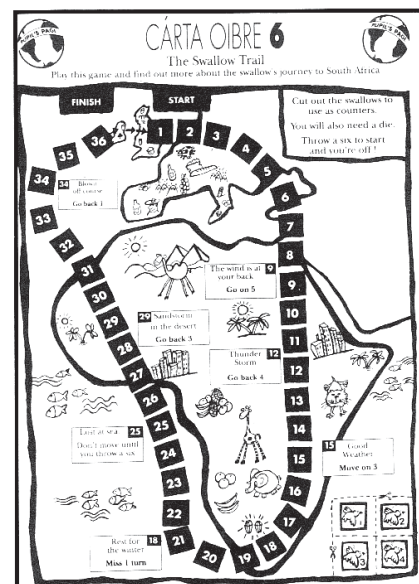 PUPIL'S PAGE
PUPIL'S PAGE
CÁRTA OIBRE 6
The Swallow Trail
Play this game and find out more about the swallow's journey to South Africa
FINISH
START
Cut out the swallows to
use as counters.
You will also need a die.
Throw a six to start
and you're off !
36
1
2
3
4
5
6
7
8
9
10
11
12
13
14
15
16
17
18
19
20
21
22
23
24
25
26
27
28
29
30
31
32
33
34
35
34
Blown
off course
Go back 1
The wind is at
your back
Go on 5
9
29
Sandstorm
in the desert
Go back 3
Thunder
Storm
Go back 4
12
25
Don't move until
you throw a six
15
Good
Weather
Move on 3
Rest for
the winter
Miss 1 turn
18
2
3
4